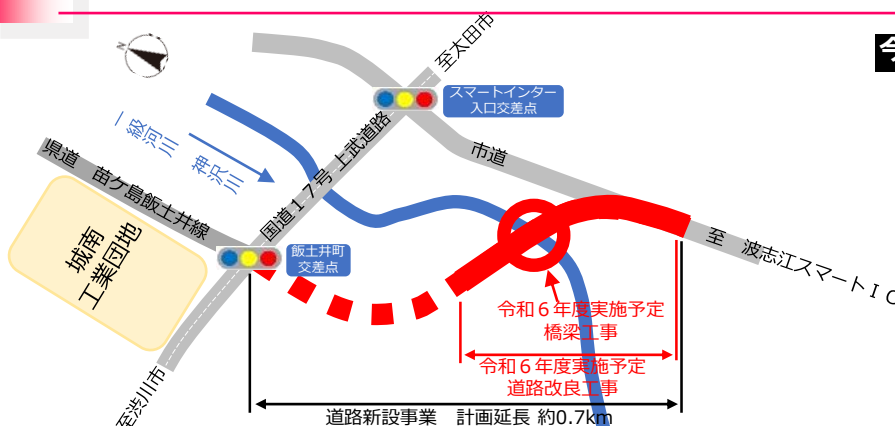 令
N
至太田市
スマートインター
入口交差点
一級河川　神沢川
国道１７号 上武道路
市道
県道　苗ケ島飯土井線
城南
工業団地
飯土井町
交差点
至　波志江スマートＩＣ
令和６年度実施予定
橋梁工事
令和６年度実施予定
道路改良工事
至渋川市
道路新設事業　計画延長 約0.7km